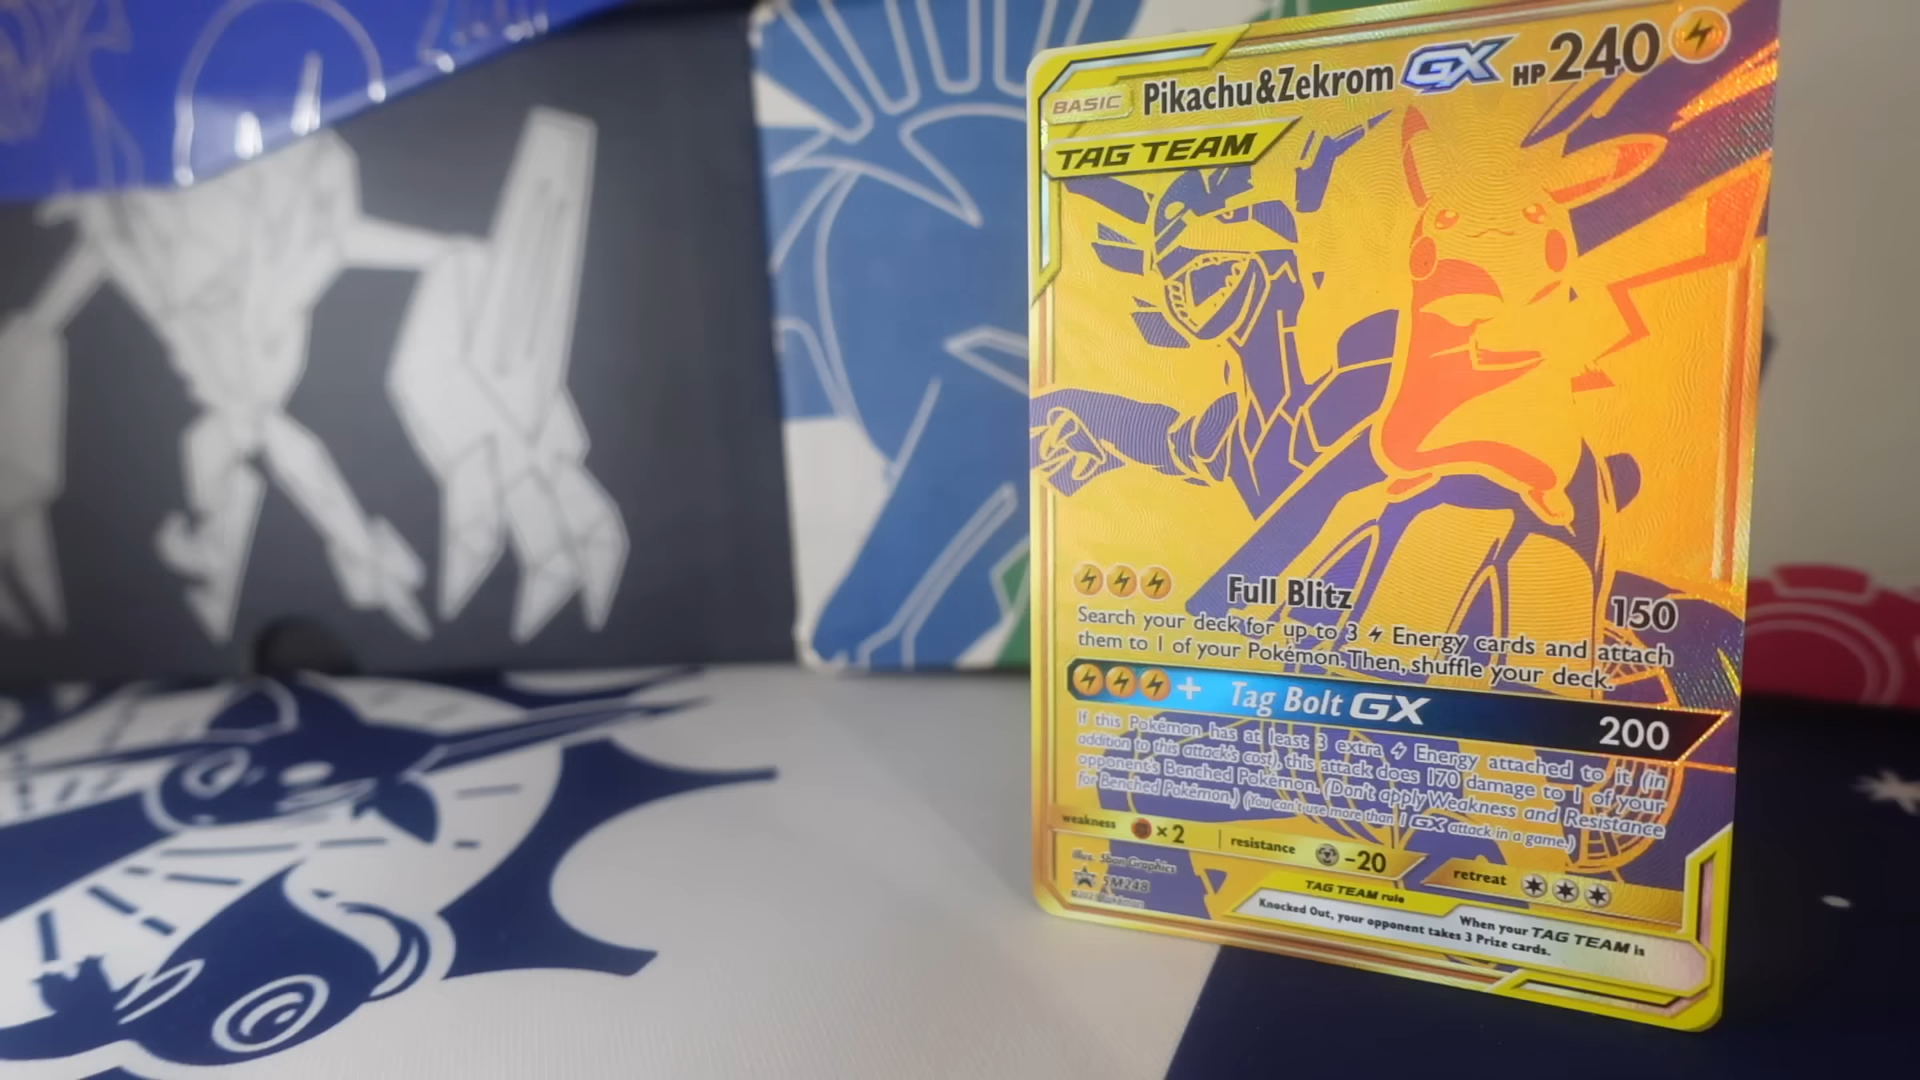 BASIC Pikachu&Zekrom GX HP 240
TAG TEAM
Full Blitz 150
Search your deck for up to 3 Energy cards and attach
them to 1 of your Pokémon. Then, shuffle your deck.
+ Tag Bolt GX 200
If this Pokémon has at least 3 extra Energy attached to it (in
addition to this attack's cost), this attack does 170 damage to 1 of your
opponent's Benched Pokémon. (Don't apply Weakness and Resistance
for Benched Pokémon.) (You can't use more than 1 GX attack in a game.)
weakness ×2 resistance -20 retreat
illus. 5ban Graphics
SM248
TAG TEAM rule
When your TAG TEAM is
Knocked Out, your opponent takes 3 Prize cards.